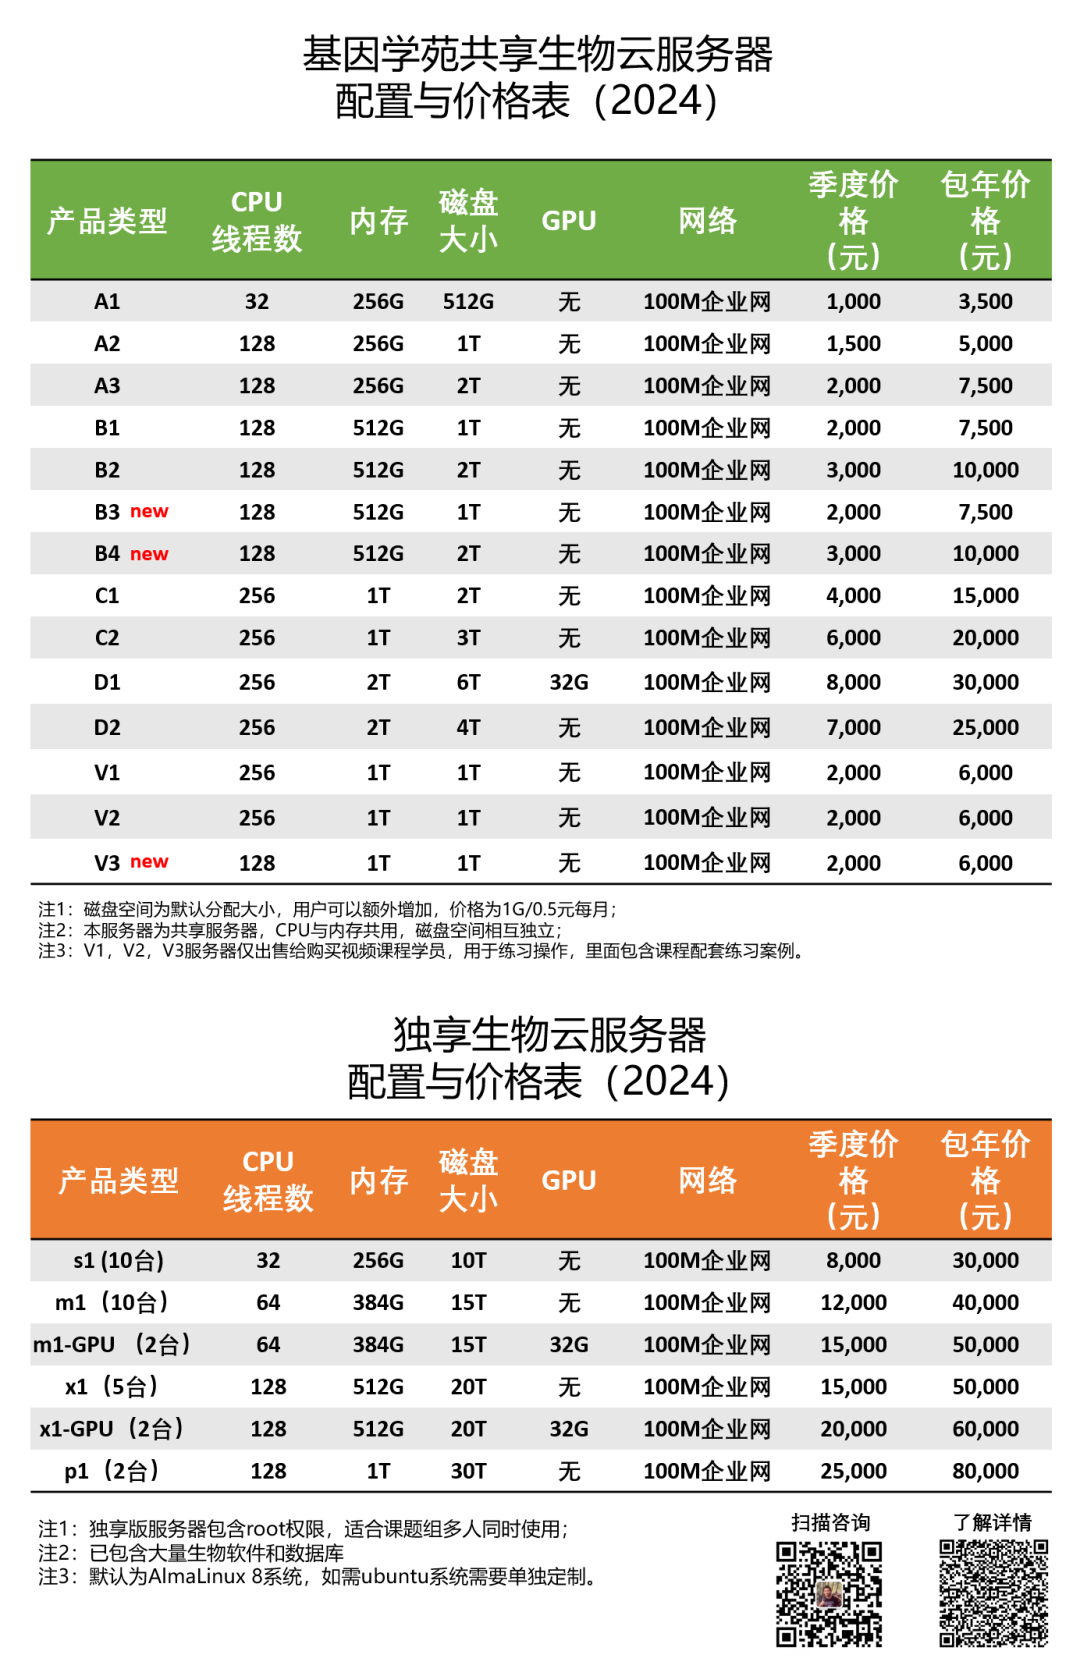 基因学苑共享生物云服务器
配置与价格表（2024）
产品类型 CPU线程数 内存 磁盘大小 GPU 网络 季度价格（元） 包年价格（元）
A1 32 256G 512G 无 100M企业网 1,000 3,500
A2 128 256G 1T 无 100M企业网 1,500 5,000
A3 128 256G 2T 无 100M企业网 2,000 7,500
B1 128 512G 1T 无 100M企业网 2,000 7,500
B2 128 512G 2T 无 100M企业网 3,000 10,000
B3 new 128 512G 1T 无 100M企业网 2,000 7,500
B4 new 128 512G 2T 无 100M企业网 3,000 10,000
C1 256 1T 2T 无 100M企业网 4,000 15,000
C2 256 1T 3T 无 100M企业网 6,000 20,000
D1 256 2T 6T 32G 100M企业网 8,000 30,000
D2 256 2T 4T 无 100M企业网 7,000 25,000
V1 256 1T 1T 无 100M企业网 2,000 6,000
V2 256 1T 1T 无 100M企业网 2,000 6,000
V3 new 128 1T 1T 无 100M企业网 2,000 6,000
注1：磁盘空间为默认分配大小，用户可以额外增加，价格为1G/0.5元每月；
注2：本服务器为共享服务器，CPU与内存共用，磁盘空间相互独立；
注3：V1，V2，V3服务器仅出售给购买视频课程学员，用于练习操作，里面包含课程配套练习案例。
独享生物云服务器
配置与价格表（2024）
产品类型 CPU线程数 内存 磁盘大小 GPU 网络 季度价格（元） 包年价格（元）
s1 (10台) 32 256G 10T 无 100M企业网 8,000 30,000
m1（10台） 64 384G 15T 无 100M企业网 12,000 40,000
m1-GPU （2台） 64 384G 15T 32G 100M企业网 15,000 50,000
x1（5台） 128 512G 20T 无 100M企业网 15,000 50,000
x1-GPU（2台） 128 512G 20T 32G 100M企业网 20,000 60,000
p1（2台） 128 1T 30T 无 100M企业网 25,000 80,000
注1：独享版服务器包含root权限，适合课题组多人同时使用；
注2：已包含大量生物软件和数据库
注3：默认为AlmaLinux 8系统，如需ubuntu系统需要单独定制。
扫描咨询
了解详情